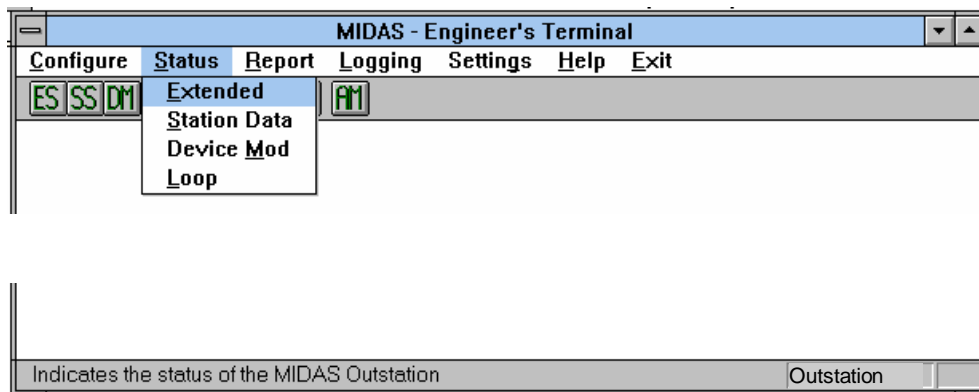 MIDAS - Engineer's Terminal
Configure Status Report Logging Settings Help Exit
ES SS DM AM
Extended
Station Data
Device Mod
Loop
Indicates the status of the MIDAS Outstation Outstation